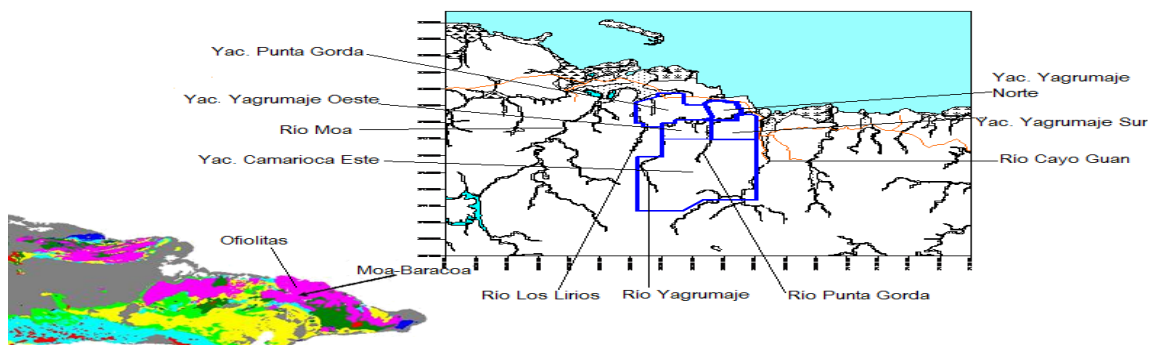 Yac. Punta Gorda
Yac. Yagrumaje
Norte
Yac. Yagrumaje Oeste
Yac. Yagrumaje Sur
Río Moa
Yac. Camarioca Este
Río Cayo Guan
Ofiolitas
Moa-Baracoa
Río Los Lirios
Río Yagrumaje
Río Punta Gorda